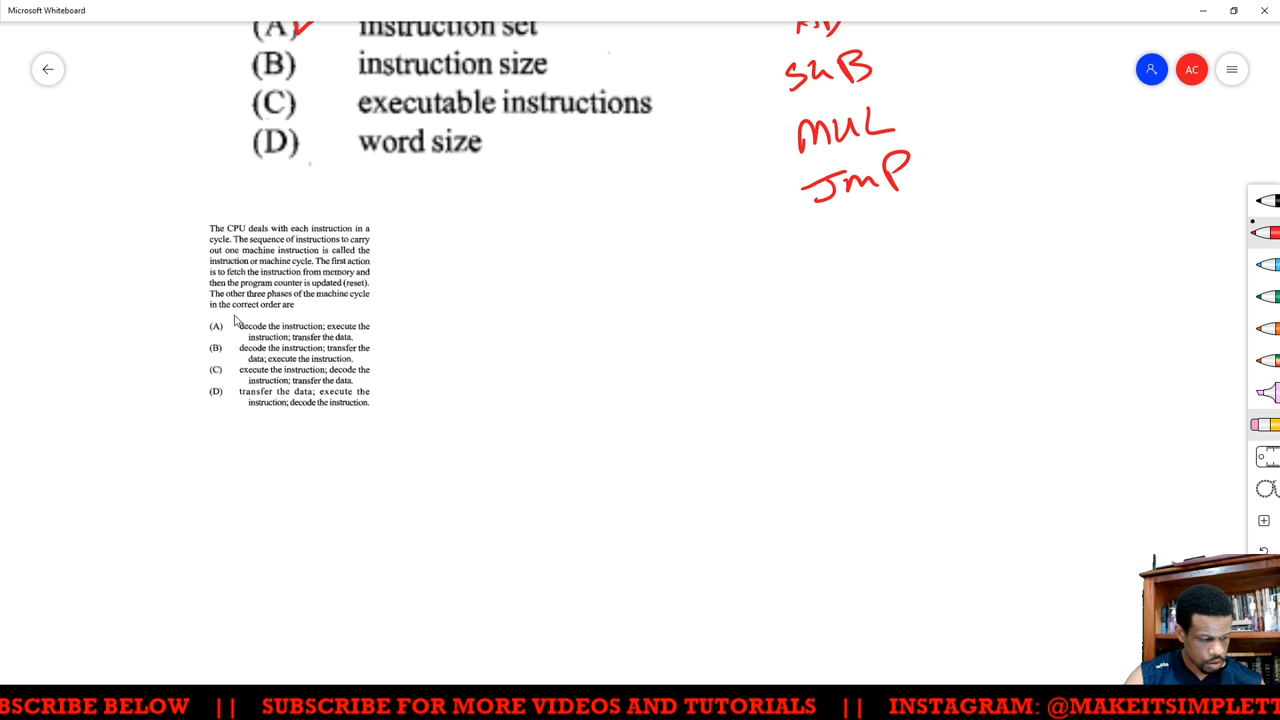 Microsoft Whiteboard
(A) instruction set
(B) instruction size
(C) executable instructions
(D) word size
SUB
MUL
JMP
AC
The CPU deals with each instruction in a
cycle. The sequence of instructions to carry
out one machine instruction is called the
instruction or machine cycle. The first action
is to fetch the instruction from memory and
then the program counter is updated (reset).
The other three phases of the machine cycle
in the correct order are
(A) decode the instruction; execute the
instruction; transfer the data.
(B) decode the instruction; transfer the
data; execute the instruction.
(C) execute the instruction; decode the
instruction; transfer the data.
(D) transfer the data; execute the
instruction; decode the instruction.
BSCRIBE BELOW || SUBSCRIBE FOR MORE VIDEOS AND TUTORIALS || INSTAGRAM: @MAKEITSIMPLETT